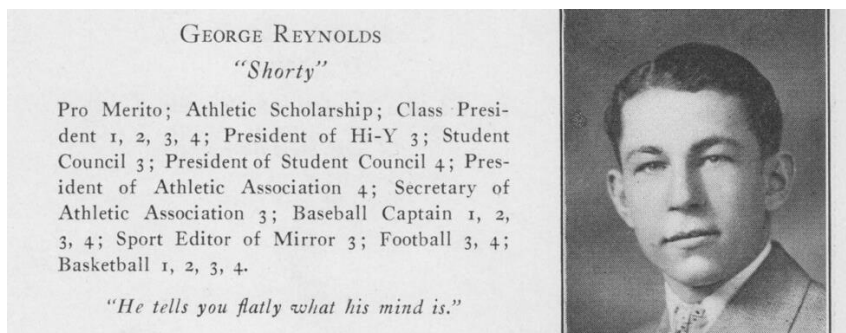 George Reynolds
"Shorty"
Pro Merito; Athletic Scholarship; Class Presi-
dent 1, 2, 3, 4; President of Hi-Y 3; Student
Council 3; President of Student Council 4; Pres-
ident of Athletic Association 4; Secretary of
Athletic Association 3; Baseball Captain 1, 2,
3, 4; Sport Editor of Mirror 3; Football 3, 4;
Basketball 1, 2, 3, 4.
"He tells you flatly what his mind is."